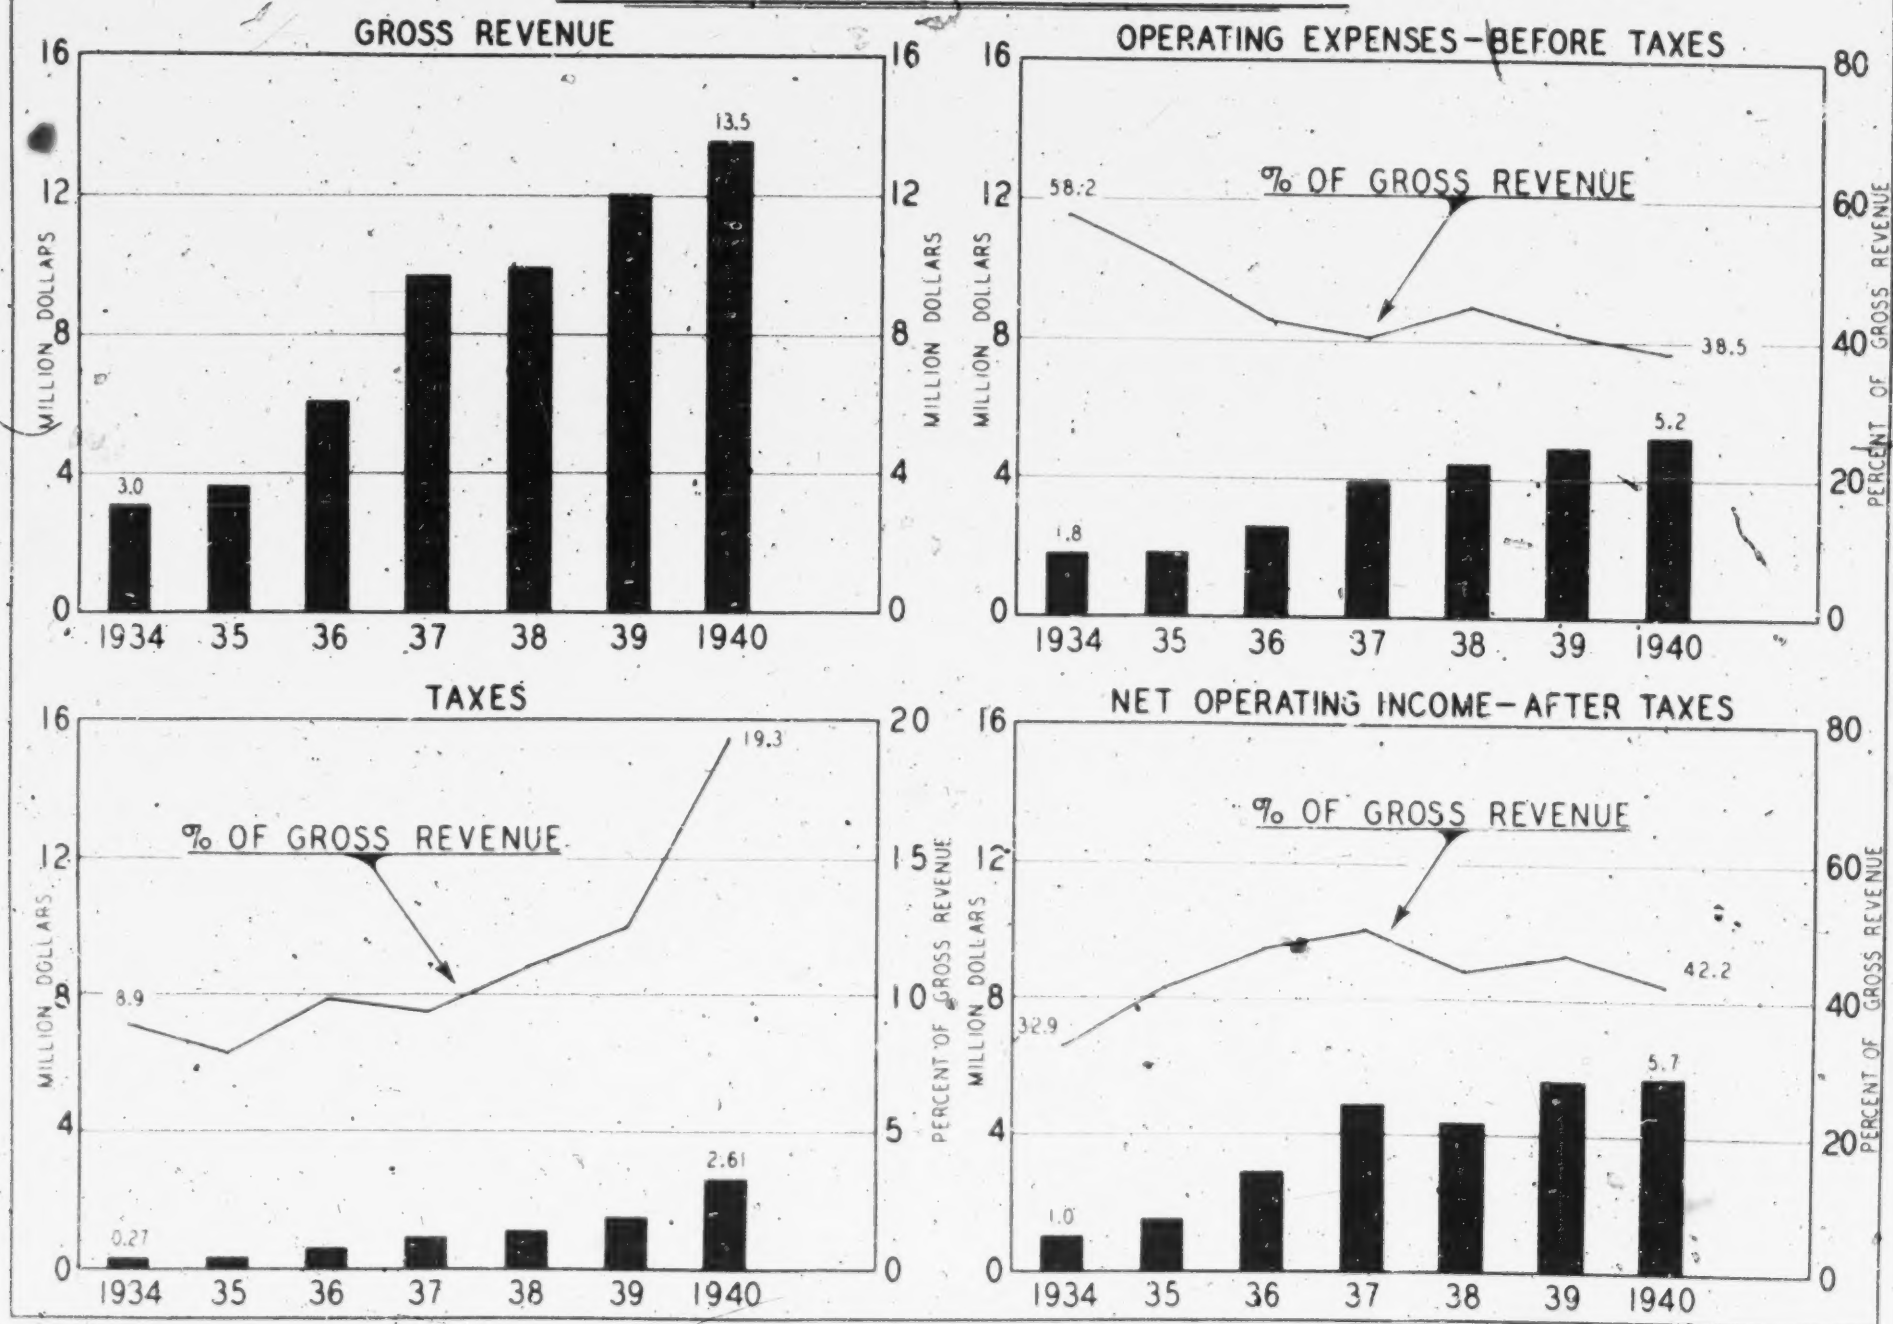 GROSS REVENUE
16
12
8
4
0
MILLION DOLLARS
13.5
3.0
16
12
8
4
0
MILLION DOLLARS
1934 35 36 37 38 39 1940
OPERATING EXPENSES-BEFORE TAXES
16
12
8
4
0
MILLION DOLLARS
58.2
% OF GROSS REVENUE
38.5
5.2
1.8
80
60
40
20
0
PERCENT OF GROSS REVENUE
1934 35 36 37 38 39 1940
TAXES
16
12
8
4
0
MILLION DOLLARS
19.3
% OF GROSS REVENUE
8.9
2.61
0.27
20
15
10
5
0
PERCENT OF GROSS REVENUE
1934 35 36 37 38 39 1940
NET OPERATING INCOME-AFTER TAXES
16
12
8
4
0
MILLION DOLLARS
% OF GROSS REVENUE
42.2
32.9
5.7
1.0
80
60
40
20
0
PERCENT OF GROSS REVENUE
1934 35 36 37 38 39 1940